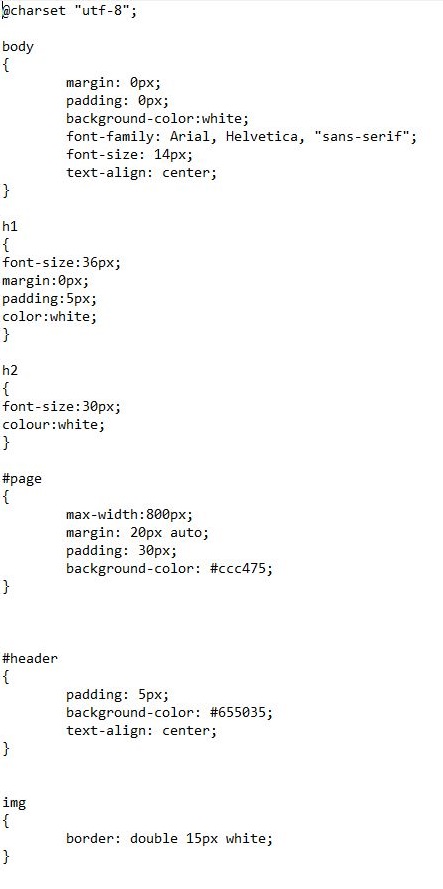 @charset "utf-8";
body
{
margin: 0px;
padding: 0px;
background-color:white;
font-family: Arial, Helvetica, "sans-serif";
font-size: 14px;
text-align: center;
}
h1
{
font-size:36px;
margin:0px;
padding:5px;
color:white;
}
h2
{
font-size:30px;
colour:white;
}
#page
{
max-width:800px;
margin: 20px auto;
padding: 30px;
background-color: #ccc475;
}
#header
{
padding: 5px;
background-color: #655035;
text-align: center;
}
img
{
border: double 15px white;
}